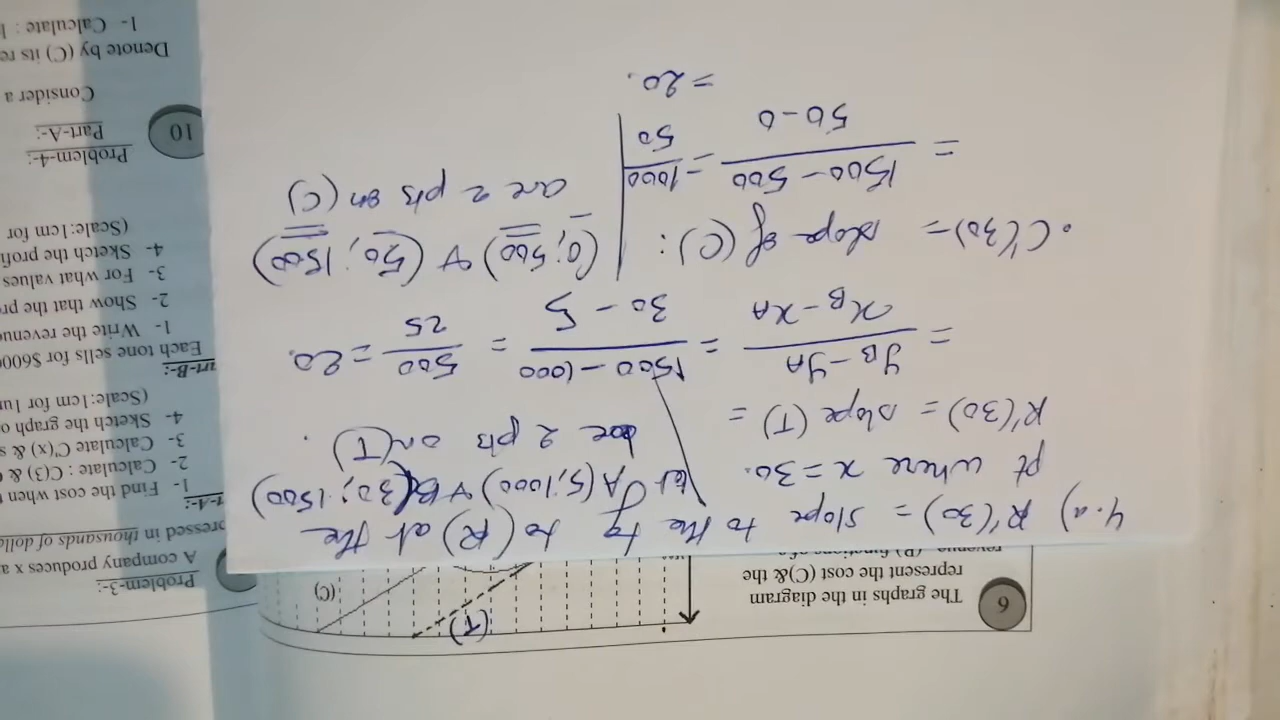 6
The graphs in the diagram
represent the cost (C)& the
(T)
(C)
4.a) R'(30) = slope to the tg to (R) at the
pt where x = 30.
let A(5;1000) & B(30;1500)
are 2 pts on (T).
R'(30) = slope (T) =
= yB - yA / xB - xA = 1500 - 1000 / 30 - 5 = 500 / 25 = 20.
• C'(30) = slope of (C):
(0;500) & (50;1500)
are 2 pts on (C)
= 1500 - 500 / 50 - 0 = 1000 / 50
= 20.
Problem-3-:
A company produces x a
pressed in thousands of dolla
1- Find the cost when
2- Calculate : C(3) &
3- Calculate C'(x) & s
4- Sketch the graph o
(Scale:1cm for 1u
art-B-:
Each tone sells for $6000
1- Write the revenue
2- Show that the pr
3- For what values
4- Sketch the profi
(Scale:1cm for
10
Problem-4-:
Part-A-:
Consider a
Denote by (C) its re
1- Calculate :